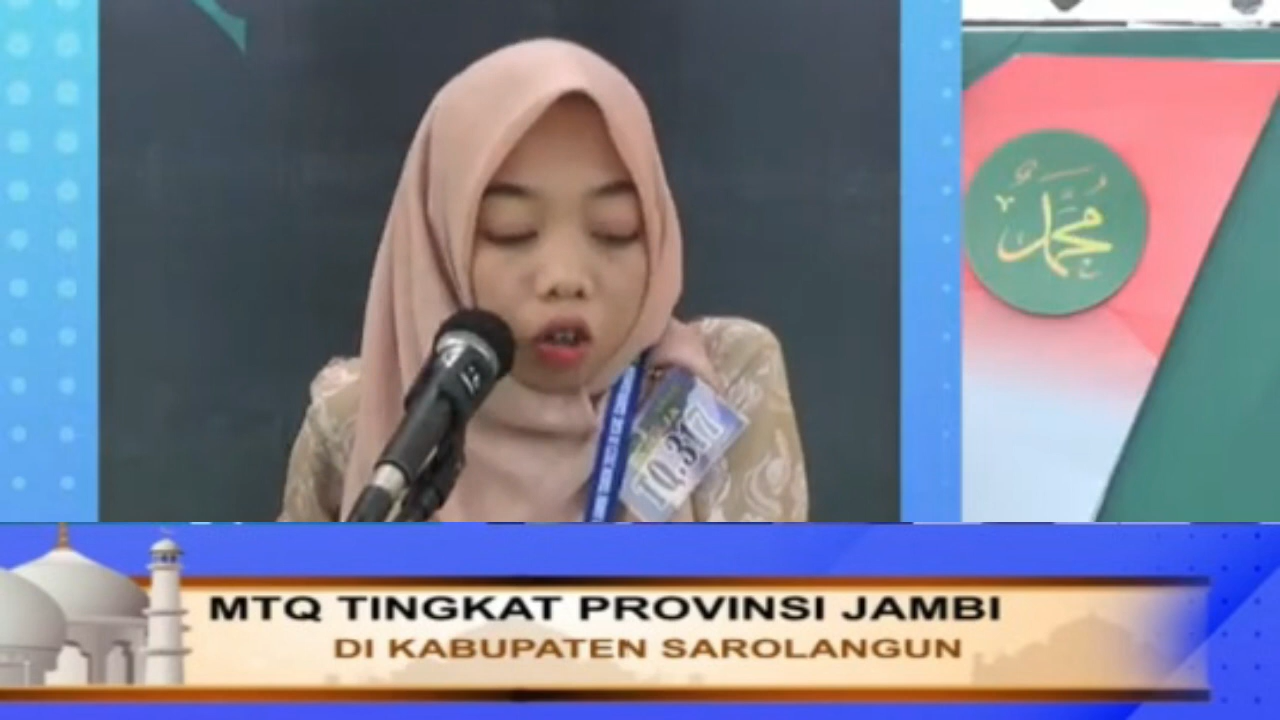 محمد
TQ.317
MTQ TINGKAT PROVINSI JAMBI
DI KABUPATEN SAROLANGUN